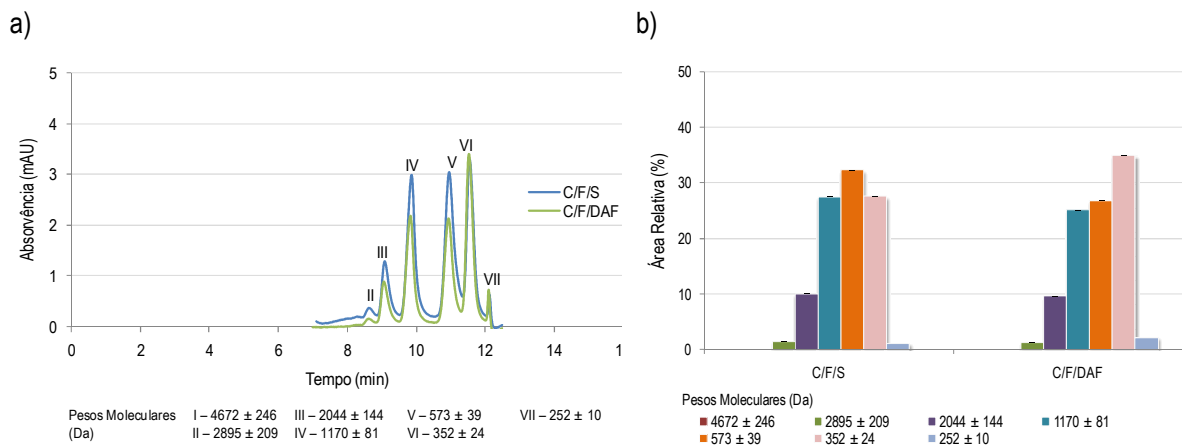 a)
5
4
3
2
1
0
Absorvência (mAU)
II
III
IV
V
VI
VII
C/F/S
C/F/DAF
0 2 4 6 8 10 12 1
Tempo (min)
Pesos Moleculares (Da)
I – 4672 ± 246 III – 2044 ± 144 V – 573 ± 39 VII – 252 ± 10
II – 2895 ± 209 IV – 1170 ± 81 VI – 352 ± 24
b)
50
40
30
20
10
0
Área Relativa (%)
C/F/S C/F/DAF
Pesos Moleculares (Da)
4672 ± 246 2895 ± 209 2044 ± 144 1170 ± 81
573 ± 39 352 ± 24 252 ± 10